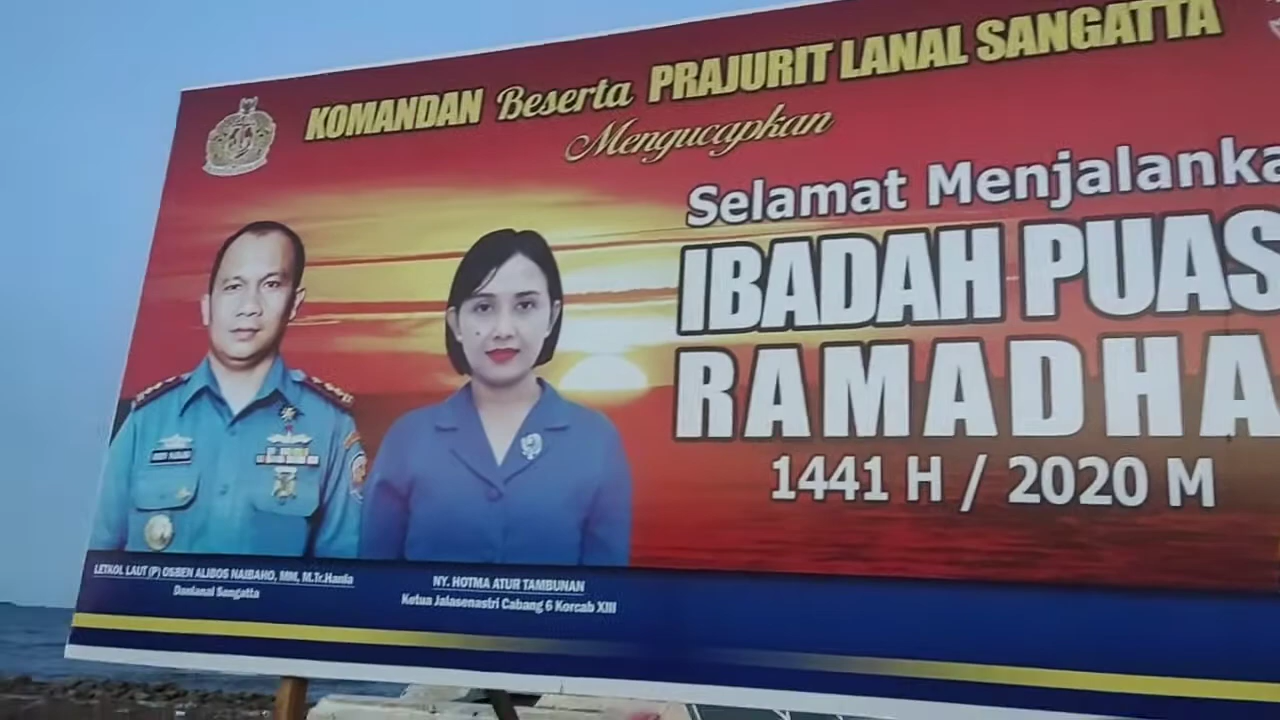 KOMANDAN Beserta PRAJURIT LANAL SANGATTA
Mengucapkan
Selamat Menjalanka
IBADAH PUAS
RAMADHA
1441 H / 2020 M
LETKOL LAUT (P) OSBEN ALIBOS NAIBAHO, MM, M.Tr.Hanla
Danlanal Sangatta
NY. HOTMA ATUR TAMBUNAN
Ketua Jalasenastri Cabang 6 Korcab XIII